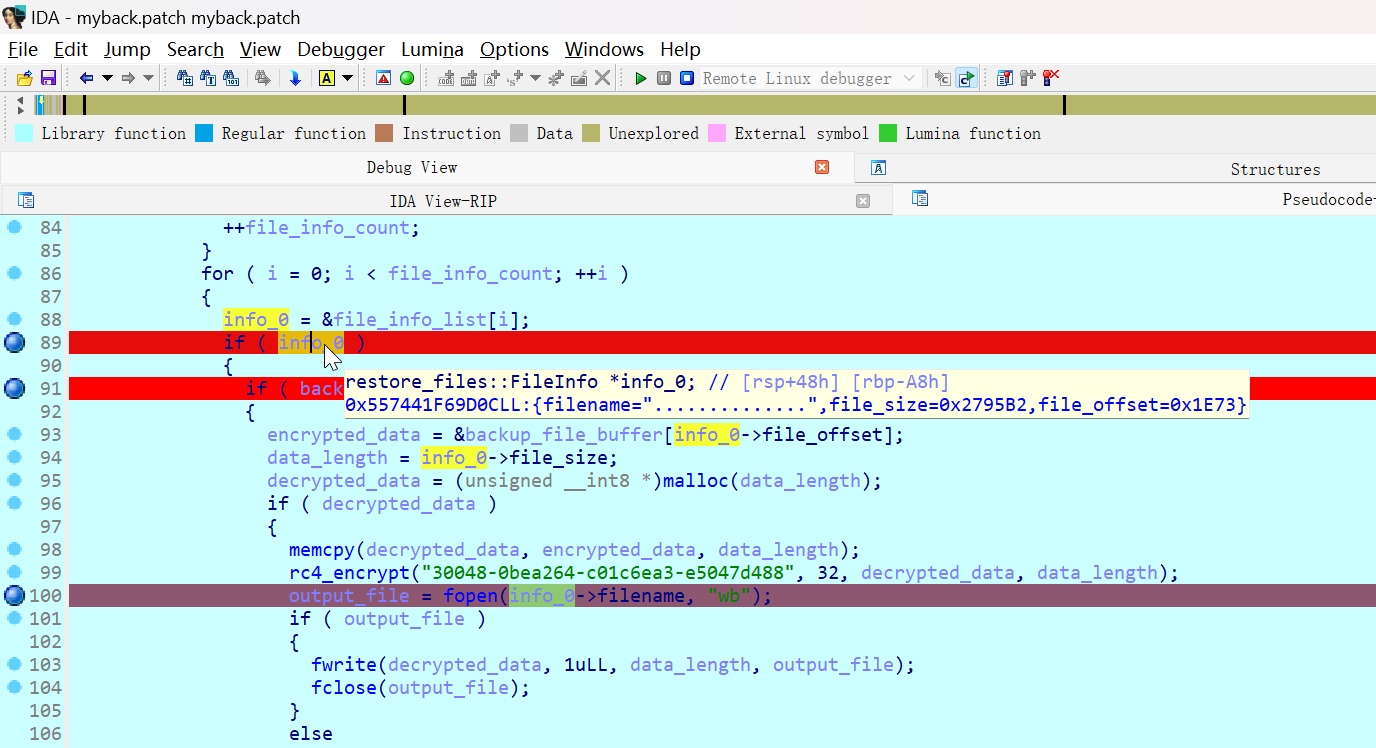 IDA - myback.patch myback.patch
File Edit Jump Search View Debugger Lumina Options Windows Help
Remote Linux debugger
Library function Regular function Instruction Data Unexplored External symbol Lumina function
Debug View Structures
IDA View-RIP Pseudocode-
84 ++file_info_count;
85 }
86 for ( i = 0; i < file_info_count; ++i )
87 {
88 info_0 = &file_info_list[i];
89 if ( info_0 )
90 {
91 if ( back
restore_files::FileInfo *info_0; // [rsp+48h] [rbp-A8h]
0x557441F69D0CLL:{filename="..............",file_size=0x2795B2,file_offset=0x1E73}
92 {
93 encrypted_data = &backup_file_buffer[info_0->file_offset];
94 data_length = info_0->file_size;
95 decrypted_data = (unsigned __int8 *)malloc(data_length);
96 if ( decrypted_data )
97 {
98 memcpy(decrypted_data, encrypted_data, data_length);
99 rc4_encrypt("30048-0bea264-c01c6ea3-e5047d488", 32, decrypted_data, data_length);
100 output_file = fopen(info_0->filename, "wb");
101 if ( output_file )
102 {
103 fwrite(decrypted_data, 1uLL, data_length, output_file);
104 fclose(output_file);
105 }
106 else